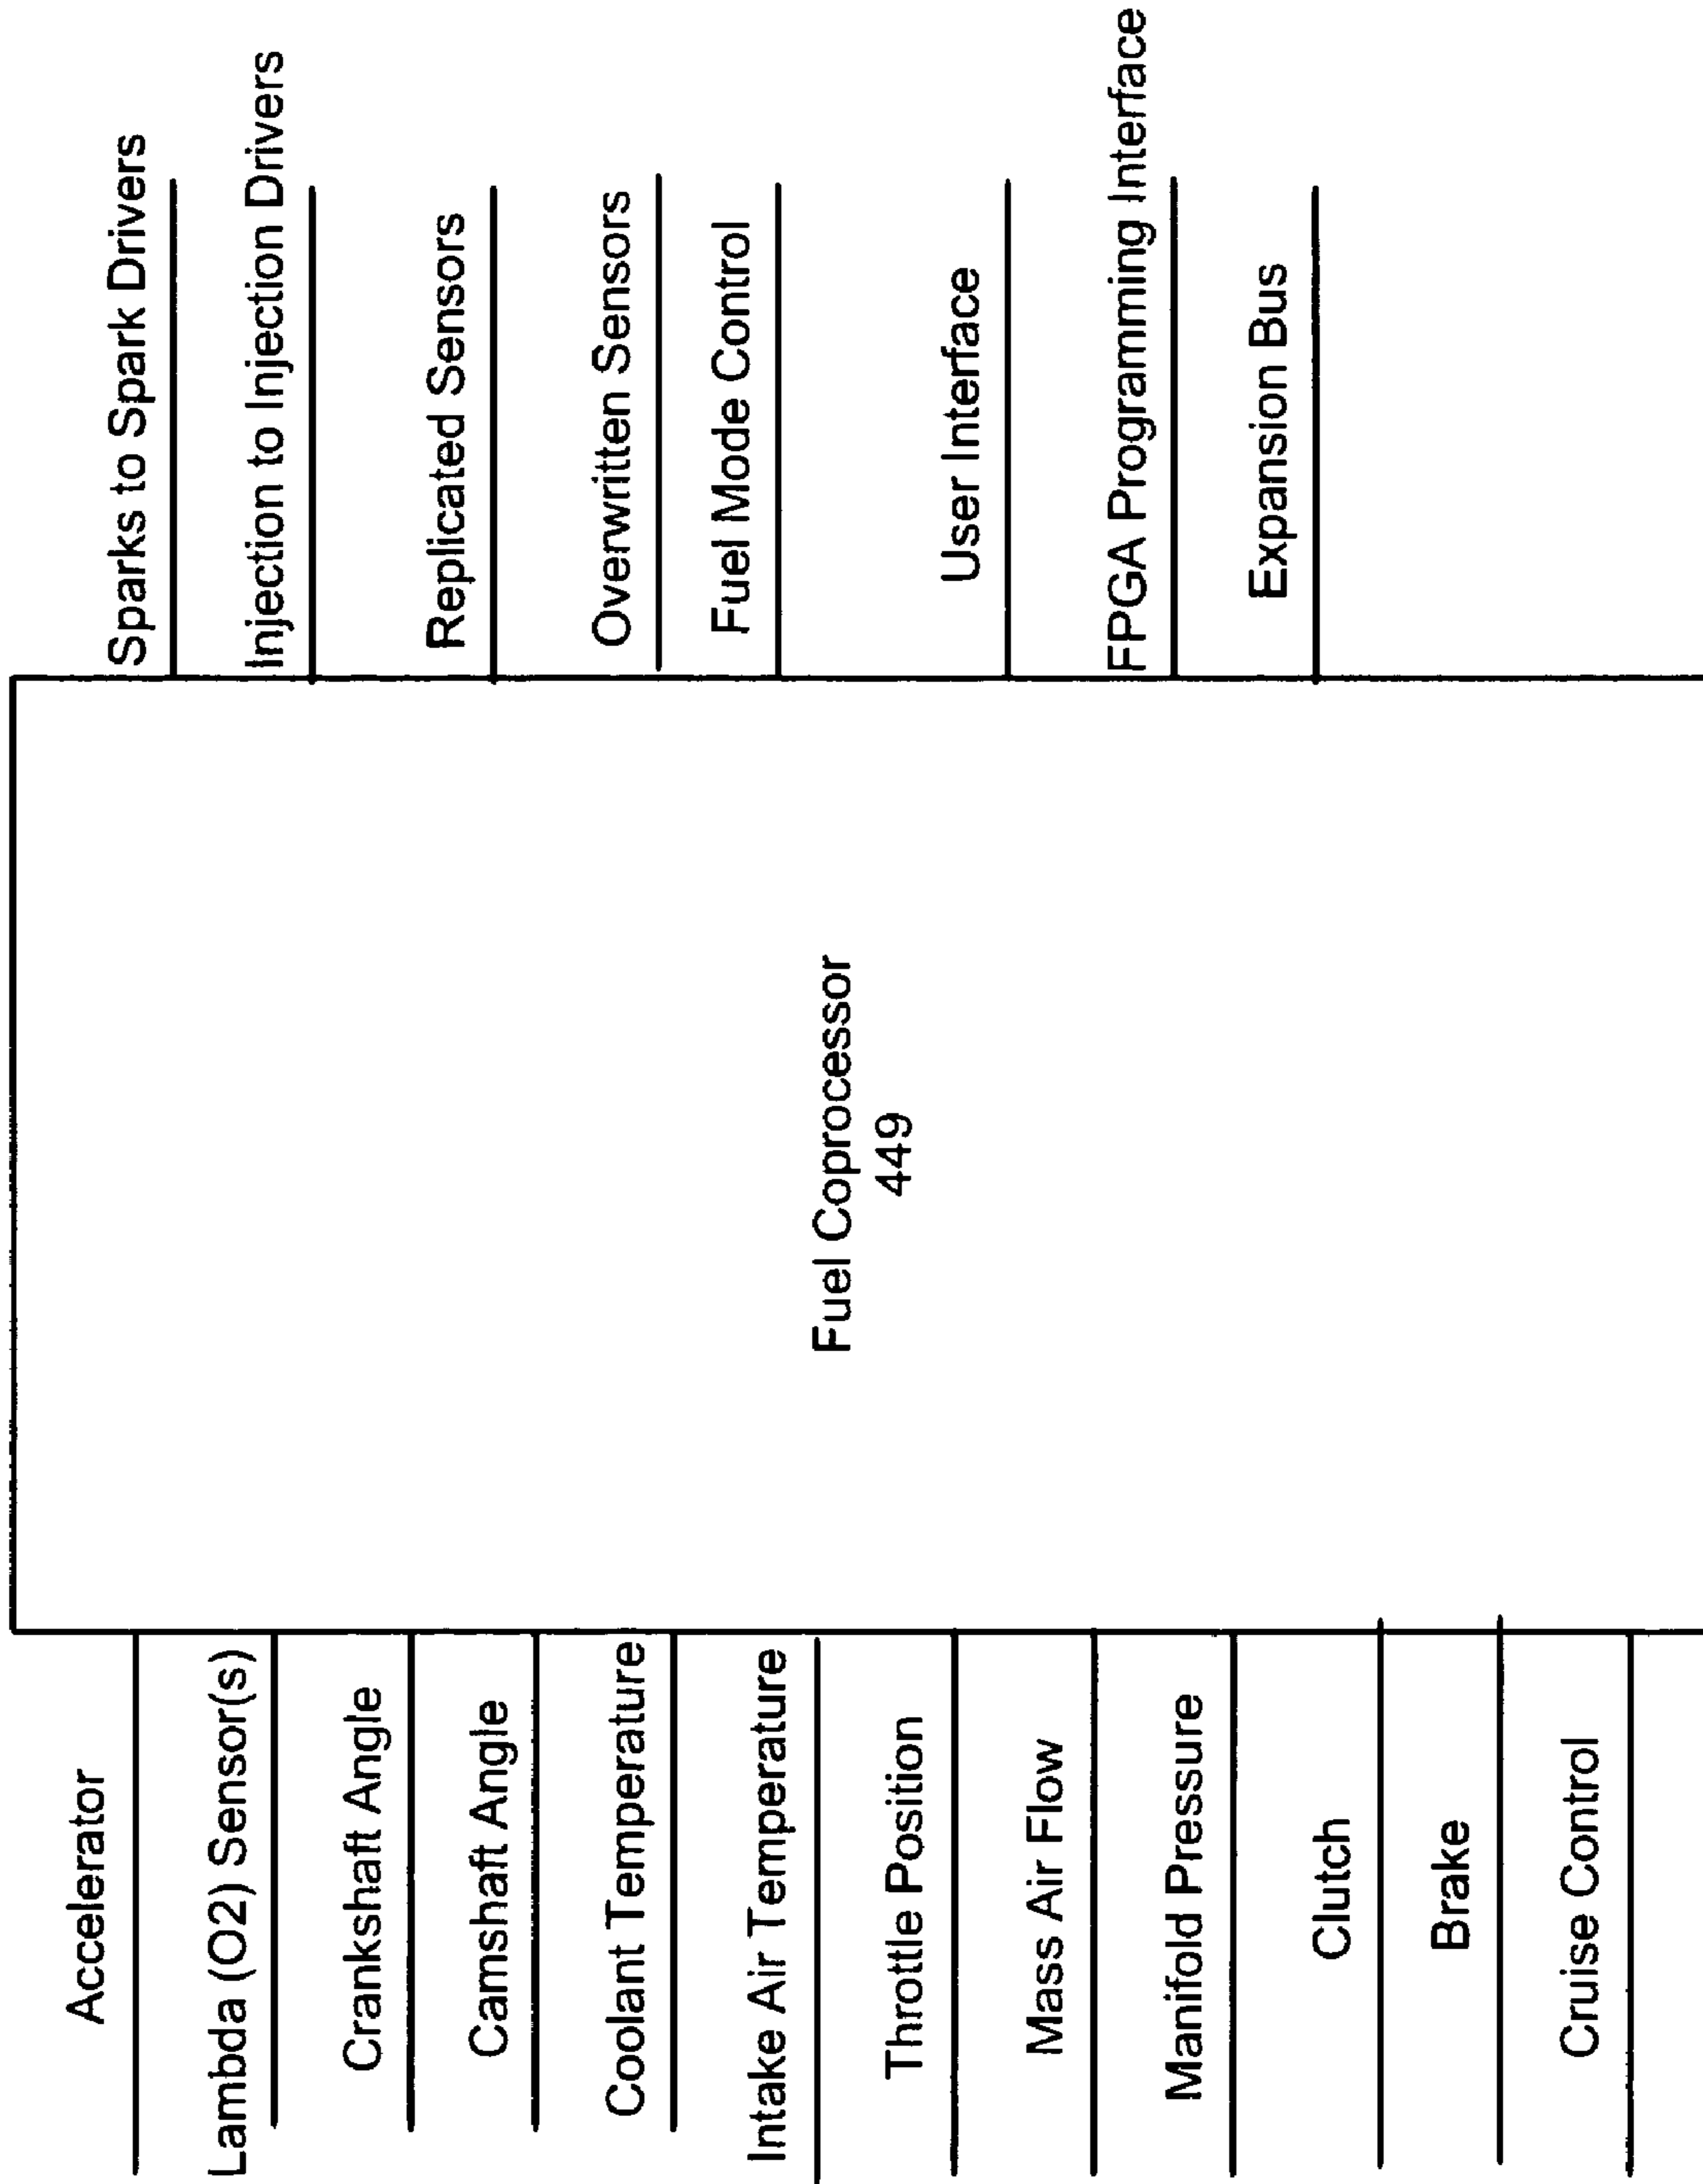 Accelerator
Lambda (O2) Sensor(s)
Crankshaft Angle
Camshaft Angle
Coolant Temperature
Intake Air Temperature
Throttle Position
Mass Air Flow
Manifold Pressure
Clutch
Brake
Cruise Control
Fuel Coprocessor
449
Sparks to Spark Drivers
Injection to Injection Drivers
Replicated Sensors
Overwritten Sensors
Fuel Mode Control
User Interface
FPGA Programming Interface
Expansion Bus